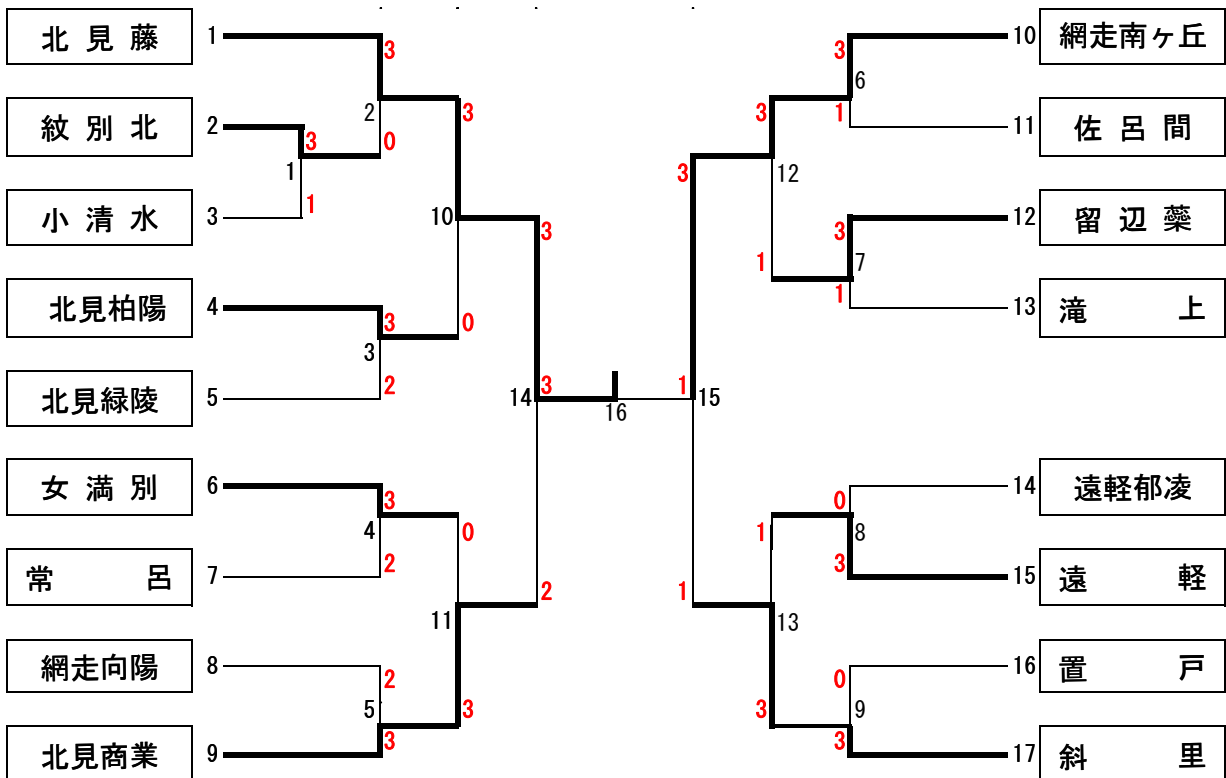 北見藤 1 3 3 10 網走南ヶ丘
2 6
紋別北 2 3 0 3 3 1 11 佐呂間
1 3 12
小清水 3 1 10 3 3 12 留辺蘂
1 7
北見柏陽 4 3 0 1 13 滝上
3
北見緑陵 5 2 14 3 16 1 15
女満別 6 3 0 14 遠軽郁凌
4 0 1 8
常呂 7 2 2 1 3 15 遠軽
11 13
網走向陽 8 2 0 16 置戸
5 3 3 9
北見商業 9 3 3 17 斜里